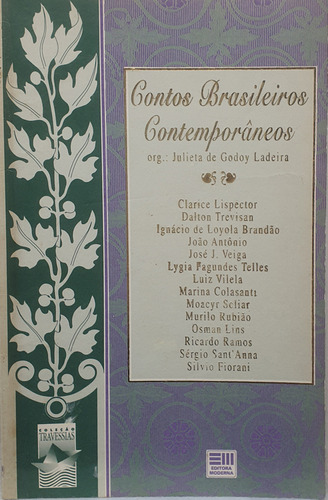 Contos Brasileiros
Contemporâneos
org.: Julieta de Godoy Ladeira
Clarice Lispector
Dalton Trevisan
Ignácio de Loyola Brandão
João Antônio
José J. Veiga
Lygia Fagundes Telles
Luiz Vilela
Marina Colasanti
Moacyr Scliar
Murilo Rubião
Osman Lins
Ricardo Ramos
Sérgio Sant'Anna
Silvio Fiorani
COLEÇÃO
TRAVESSIAS
EDITORA
MODERNA